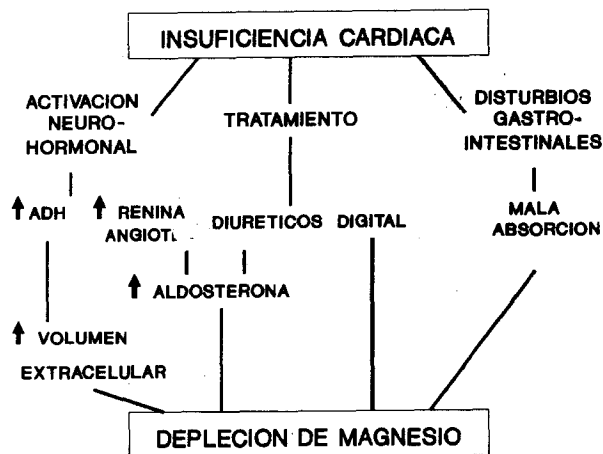 INSUFICIENCIA CARDIACA
ACTIVACION
NEURO-
HORMONAL
TRATAMIENTO
DISTURBIOS
GASTRO-
INTESTINALES
ADH
RENINA
ANGIOT.
DIURETICOS
DIGITAL
MALA
ABSORCION
ALDOSTERONA
VOLUMEN
EXTRACELULAR
DEPLECION DE MAGNESIO